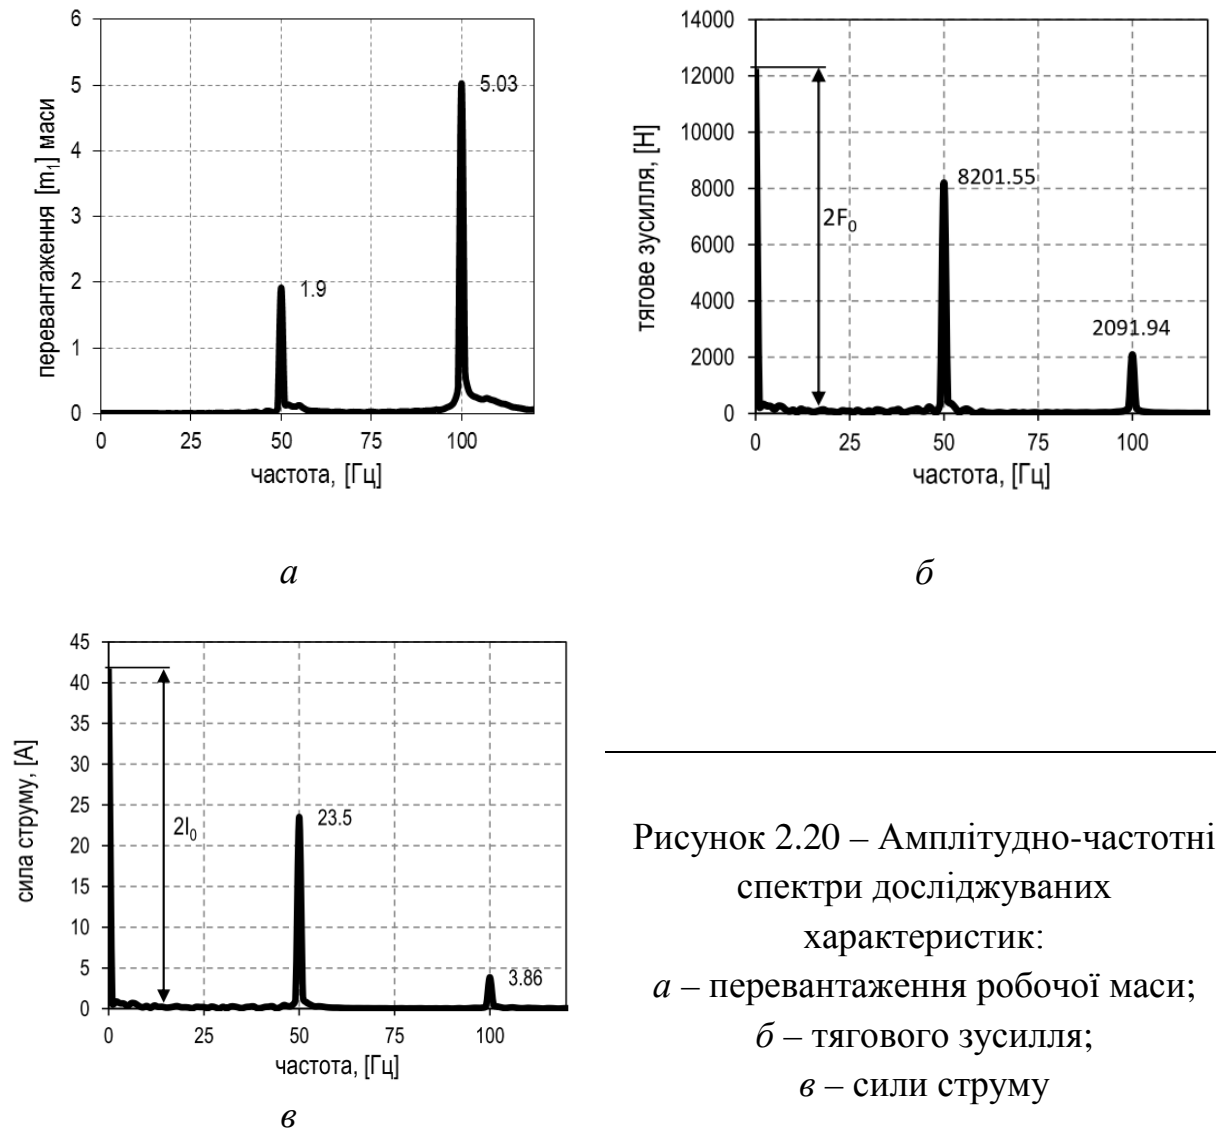 6
5
4
3
2
1
0
перевантаження [m₁] маси
5.03
1.9
0 25 50 75 100
частота, [Гц]
а
14000
12000
10000
8000
6000
4000
2000
0
тягове зусилля, [Н]
2F₀
8201.55
2091.94
0 25 50 75 100
частота, [Гц]
б
45
40
35
30
25
20
15
10
5
0
сила струму, [А]
2I₀
23.5
3.86
0 25 50 75 100
частота, [Гц]
в
Рисунок 2.20 – Амплітудно-частотні
спектри досліджуваних
характеристик:
а – перевантаження робочої маси;
б – тягового зусилля;
в – сили струму